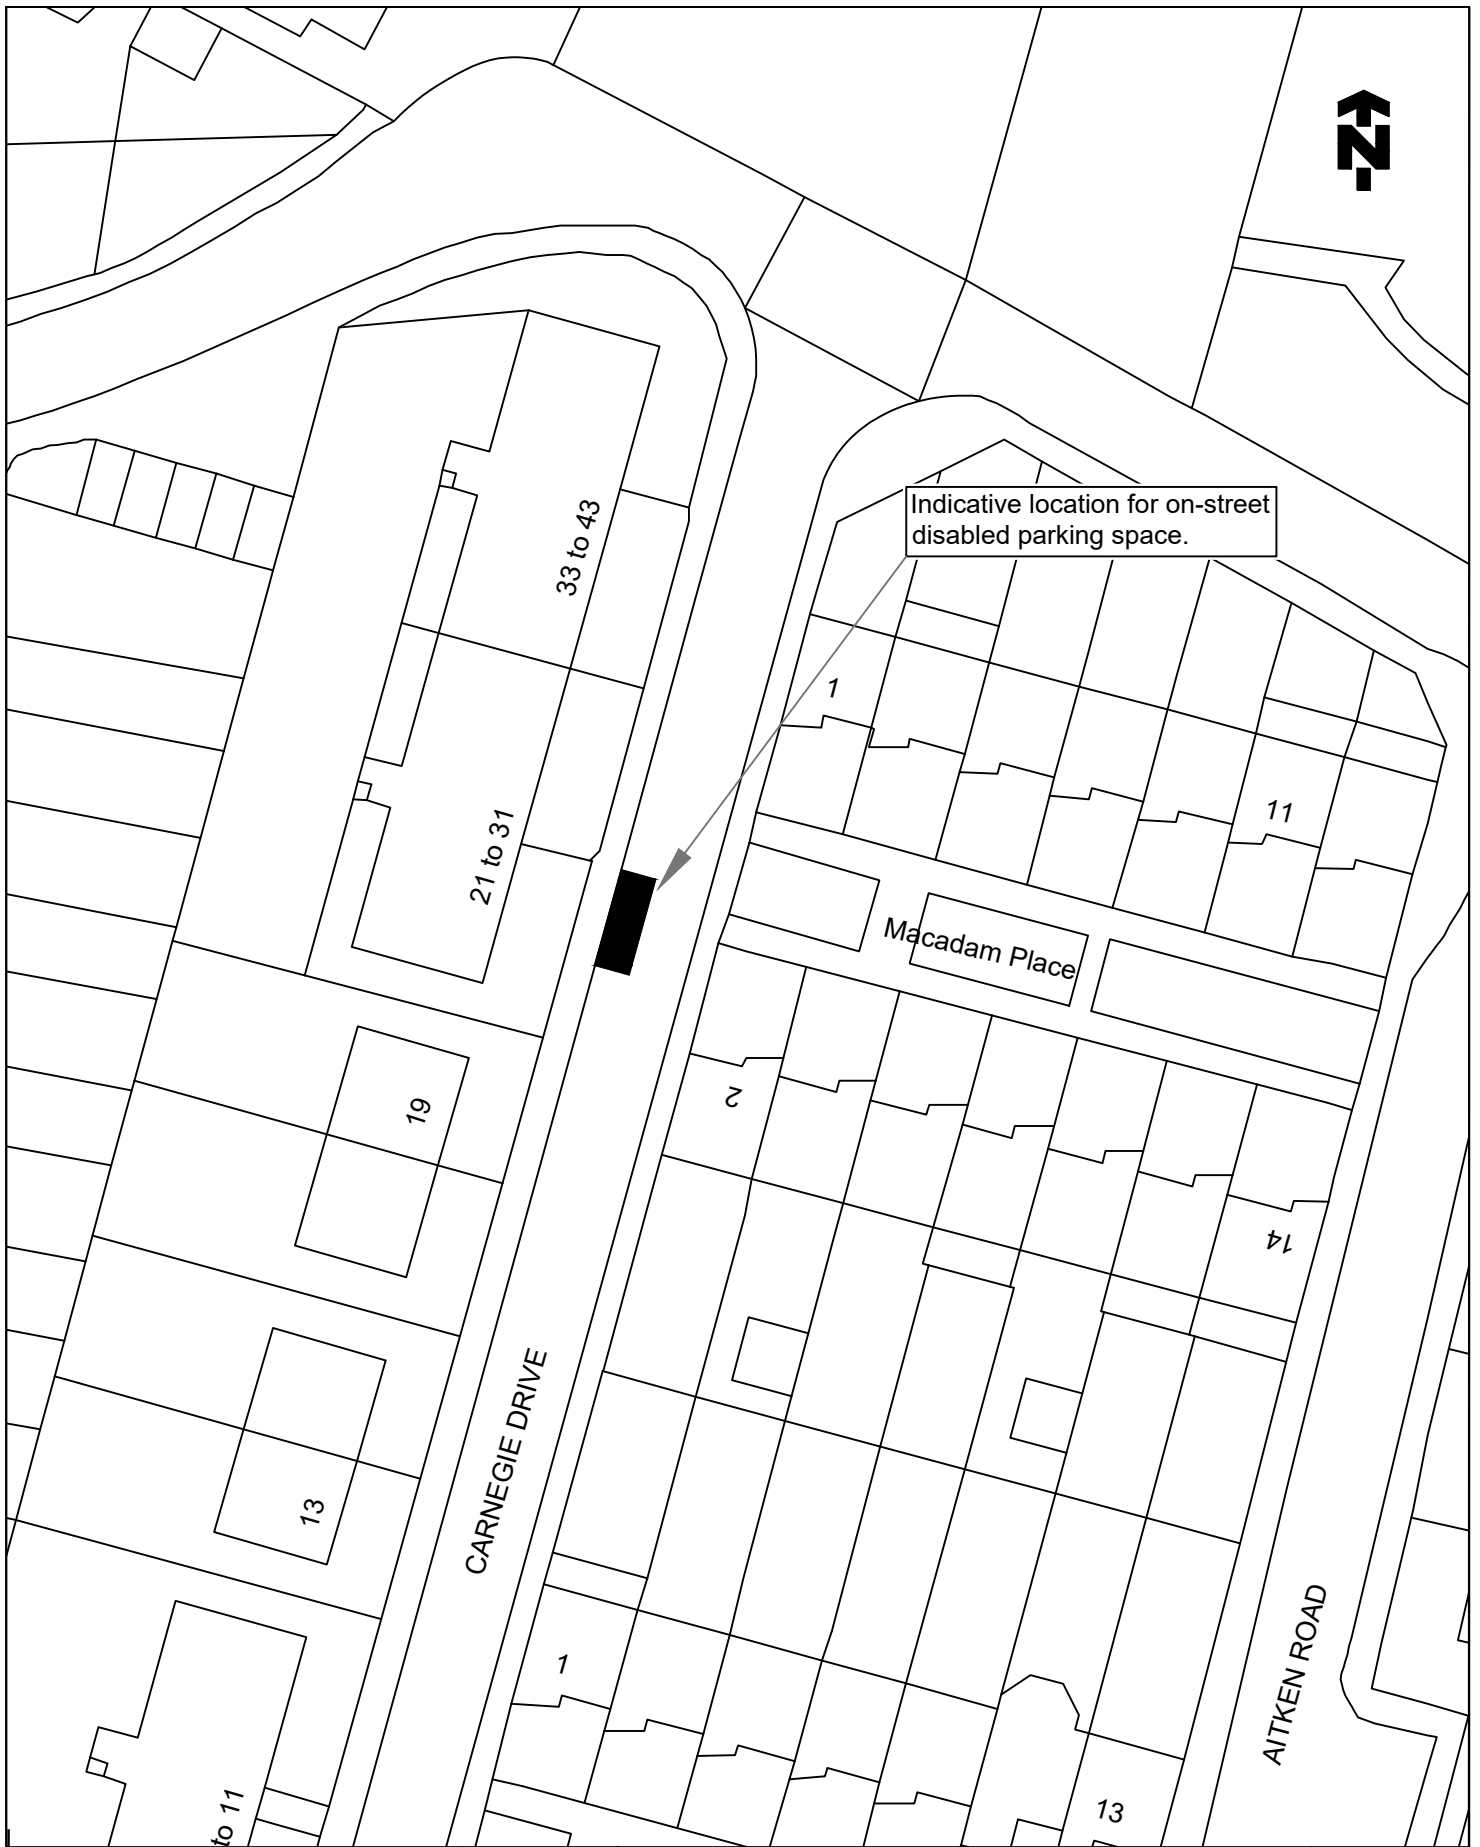 N
Indicative location for on-street
disabled parking space.
33 to 43
1
11
21 to 31
Macadam Place
2
19
14
CARNEGIE DRIVE
13
1
AITKEN ROAD
13
to 11